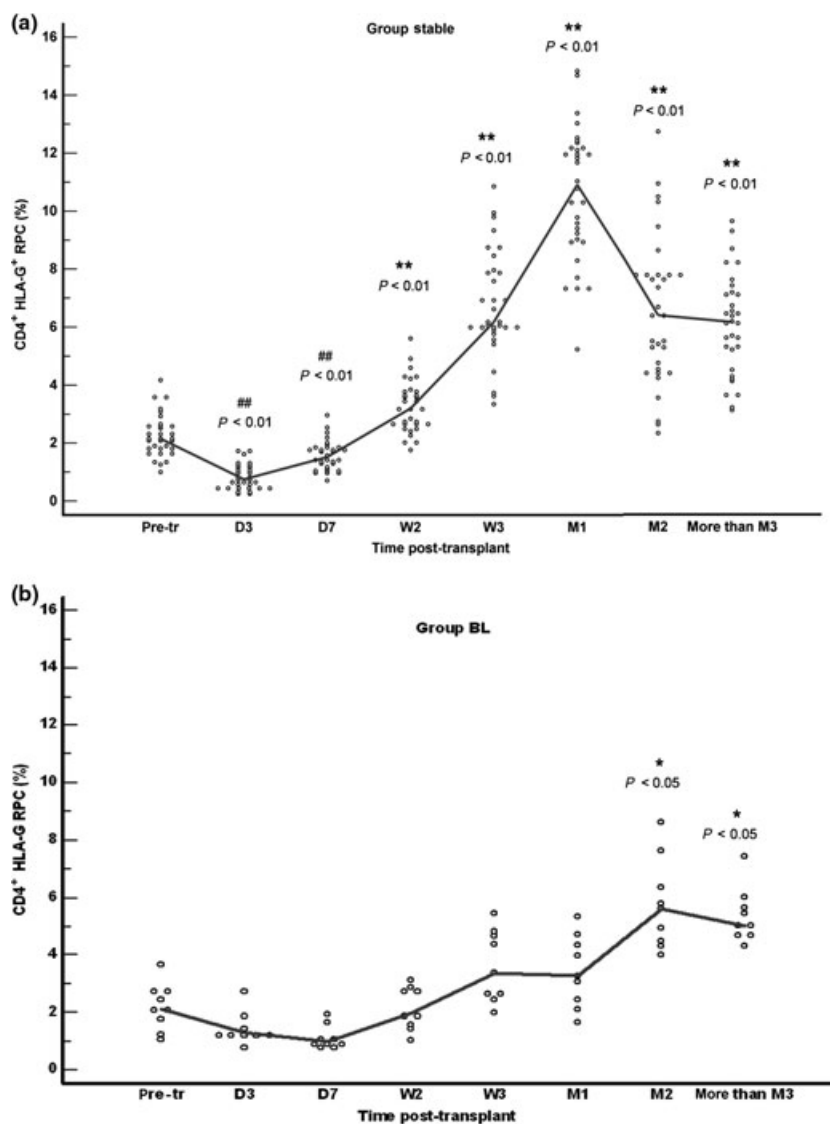 (a)
Group stable
CD4⁺ HLA-G⁺ RPC (%)
16
14
12
10
8
6
4
2
0
##
P < 0.01
##
P < 0.01
**
P < 0.01
**
P < 0.01
**
P < 0.01
**
P < 0.01
**
P < 0.01
Pre-tr D3 D7 W2 W3 M1 M2 More than M3
Time post-transplant
(b)
Group BL
CD4⁺ HLA-G RPC (%)
16
14
12
10
8
6
4
2
0
*
P < 0.05
*
P < 0.05
Pre-tr D3 D7 W2 W3 M1 M2 More than M3
Time post-transplant